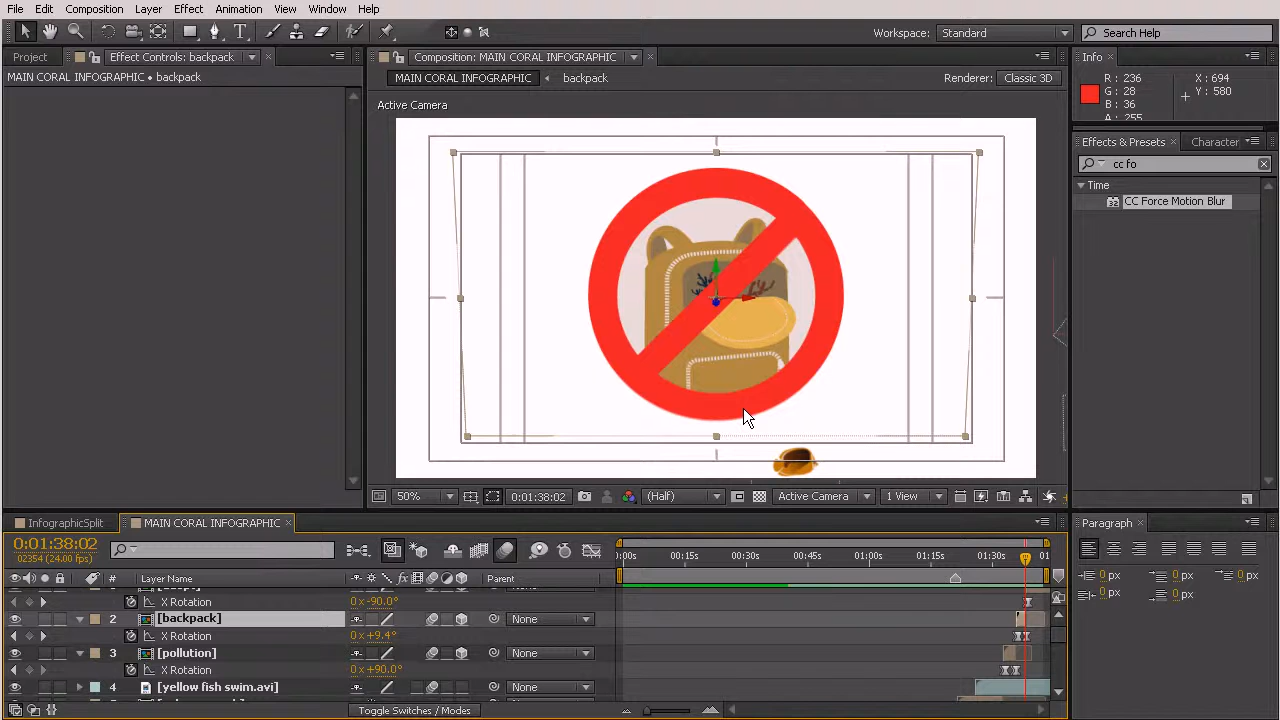 File Edit Composition Layer Effect Animation View Window Help
Workspace: Standard Search Help
Project Effect Controls: backpack Composition: MAIN CORAL INFOGRAPHIC Info
MAIN CORAL INFOGRAPHIC • backpack MAIN CORAL INFOGRAPHIC backpack Renderer: Classic 3D
R: 236 X: 694
G: 28 Y: 580
B: 36
A: 255
Active Camera
Effects & Presets Character
cc fo
Time
CC Force Motion Blur
50% 0:01:38:02 (Half) Active Camera 1 View
InfographicSplit MAIN CORAL INFOGRAPHIC Paragraph
0:01:38:02
02354 (24.00 fps)
):00s 00:15s 00:30s 00:45s 01:00s 01:15s 01:30s 01
# Layer Name Parent
0 px 0 px 0 px
0 px 0 px
X Rotation 0x-90.0°
2 [backpack] None
X Rotation 0x+9.4°
3 [pollution] None
X Rotation 0x+90.0°
4 [yellow fish swim.avi] None
Toggle Switches / Modes